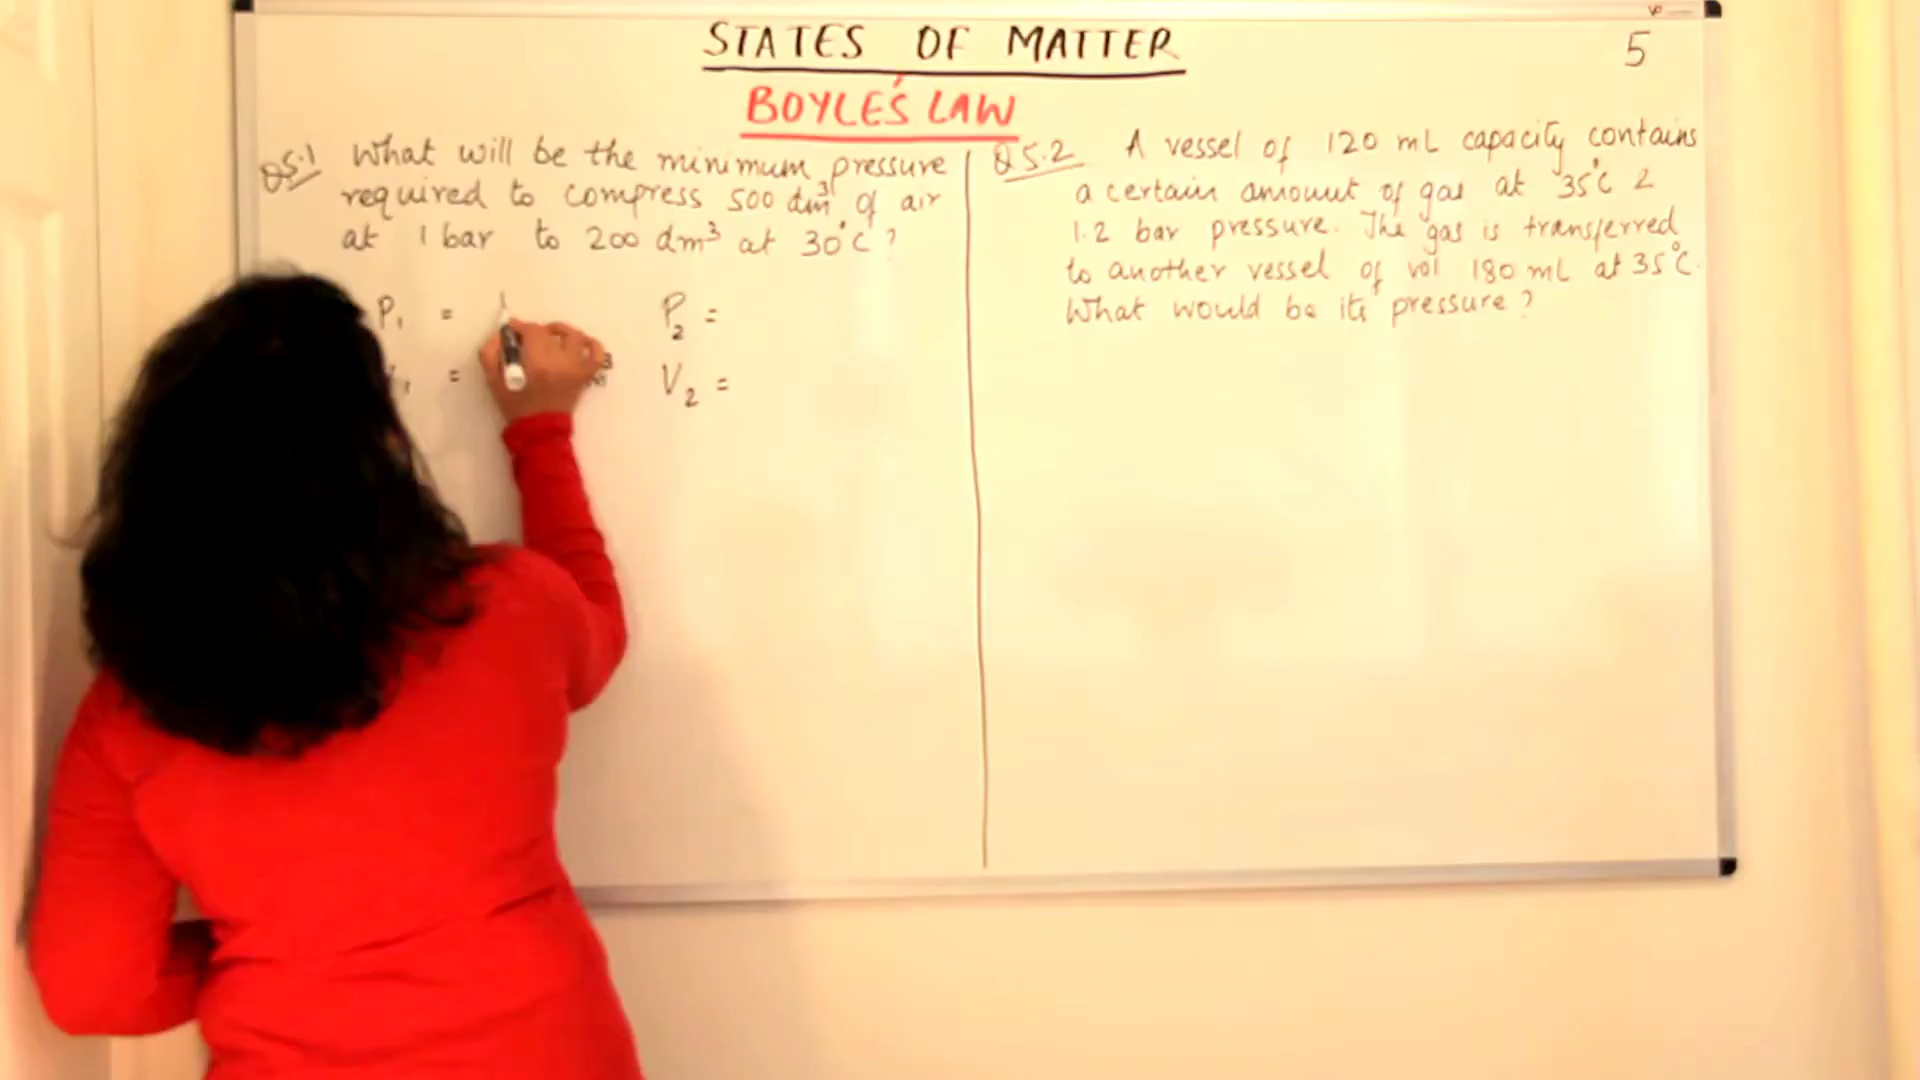 STATES OF MATTER
5
BOYLE'S LAW
Q5.1 What will be the minimum pressure
required to compress 500 dm³ of air
at 1 bar to 200 dm³ at 30°C?
P₁ = 1
P₂ =
₁ =
V₂ =
Q5.2 A vessel of 120 mL capacity contains
a certain amount of gas at 35°C &
1.2 bar pressure. The gas is transferred
to another vessel of vol 180 mL at 35°C.
What would be its pressure?